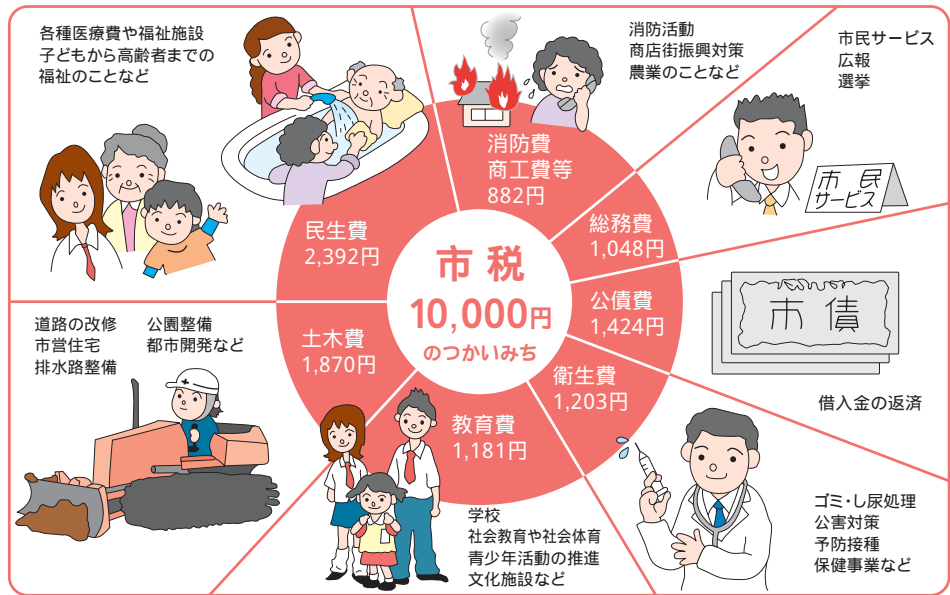 各種医療費や福祉施設
子どもから高齢者までの
福祉のことなど
消防活動
商店街振興対策
農業のことなど
市民サービス
広報
選挙
市民
サービス
消防費
商工費等
882円
総務費
1,048円
民生費
2,392円
市税
10,000円
のつかいみち
公債費
1,424円
市債
借入金の返済
土木費
1,870円
衛生費
1,203円
教育費
1,181円
道路の改修
市営住宅
排水路整備
公園整備
都市開発など
学校
社会教育や社会体育
青少年活動の推進
文化施設など
ゴミ・し尿処理
公害対策
予防接種
保健事業など